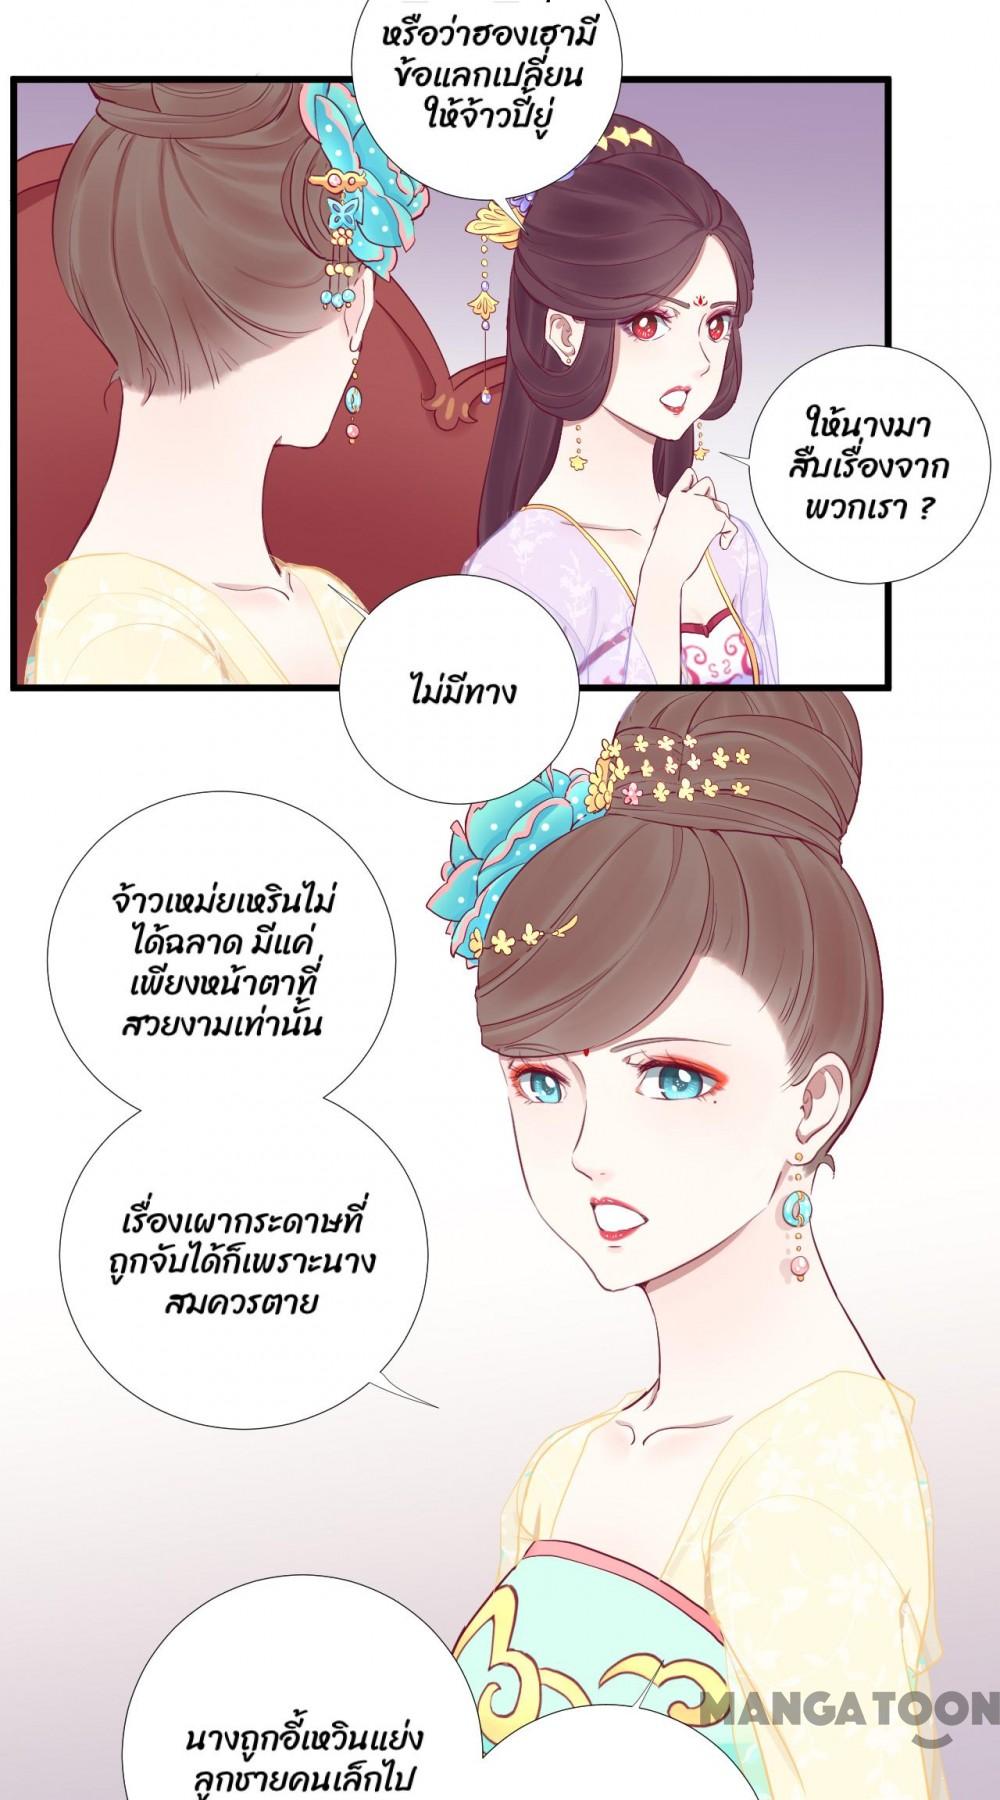 หรือว่าฮองเฮามี
ข้อแลกเปลี่ยน
ให้จ้าวปี้ยู่
ให้นางมา
สืบเรื่องจาก
พวกเรา ?
ไม่มีทาง
จ้าวเหม่ยเหรินไม่
ได้ฉลาด มีแค่
เพียงหน้าตาที่
สวยงามเท่านั้น
เรื่องเผากระดาษที่
ถูกจับได้ก็เพราะนาง
สมควรตาย
นางถูกอี้เหวินแย่ง
ลูกชายคนเล็กไป
MANGATOON